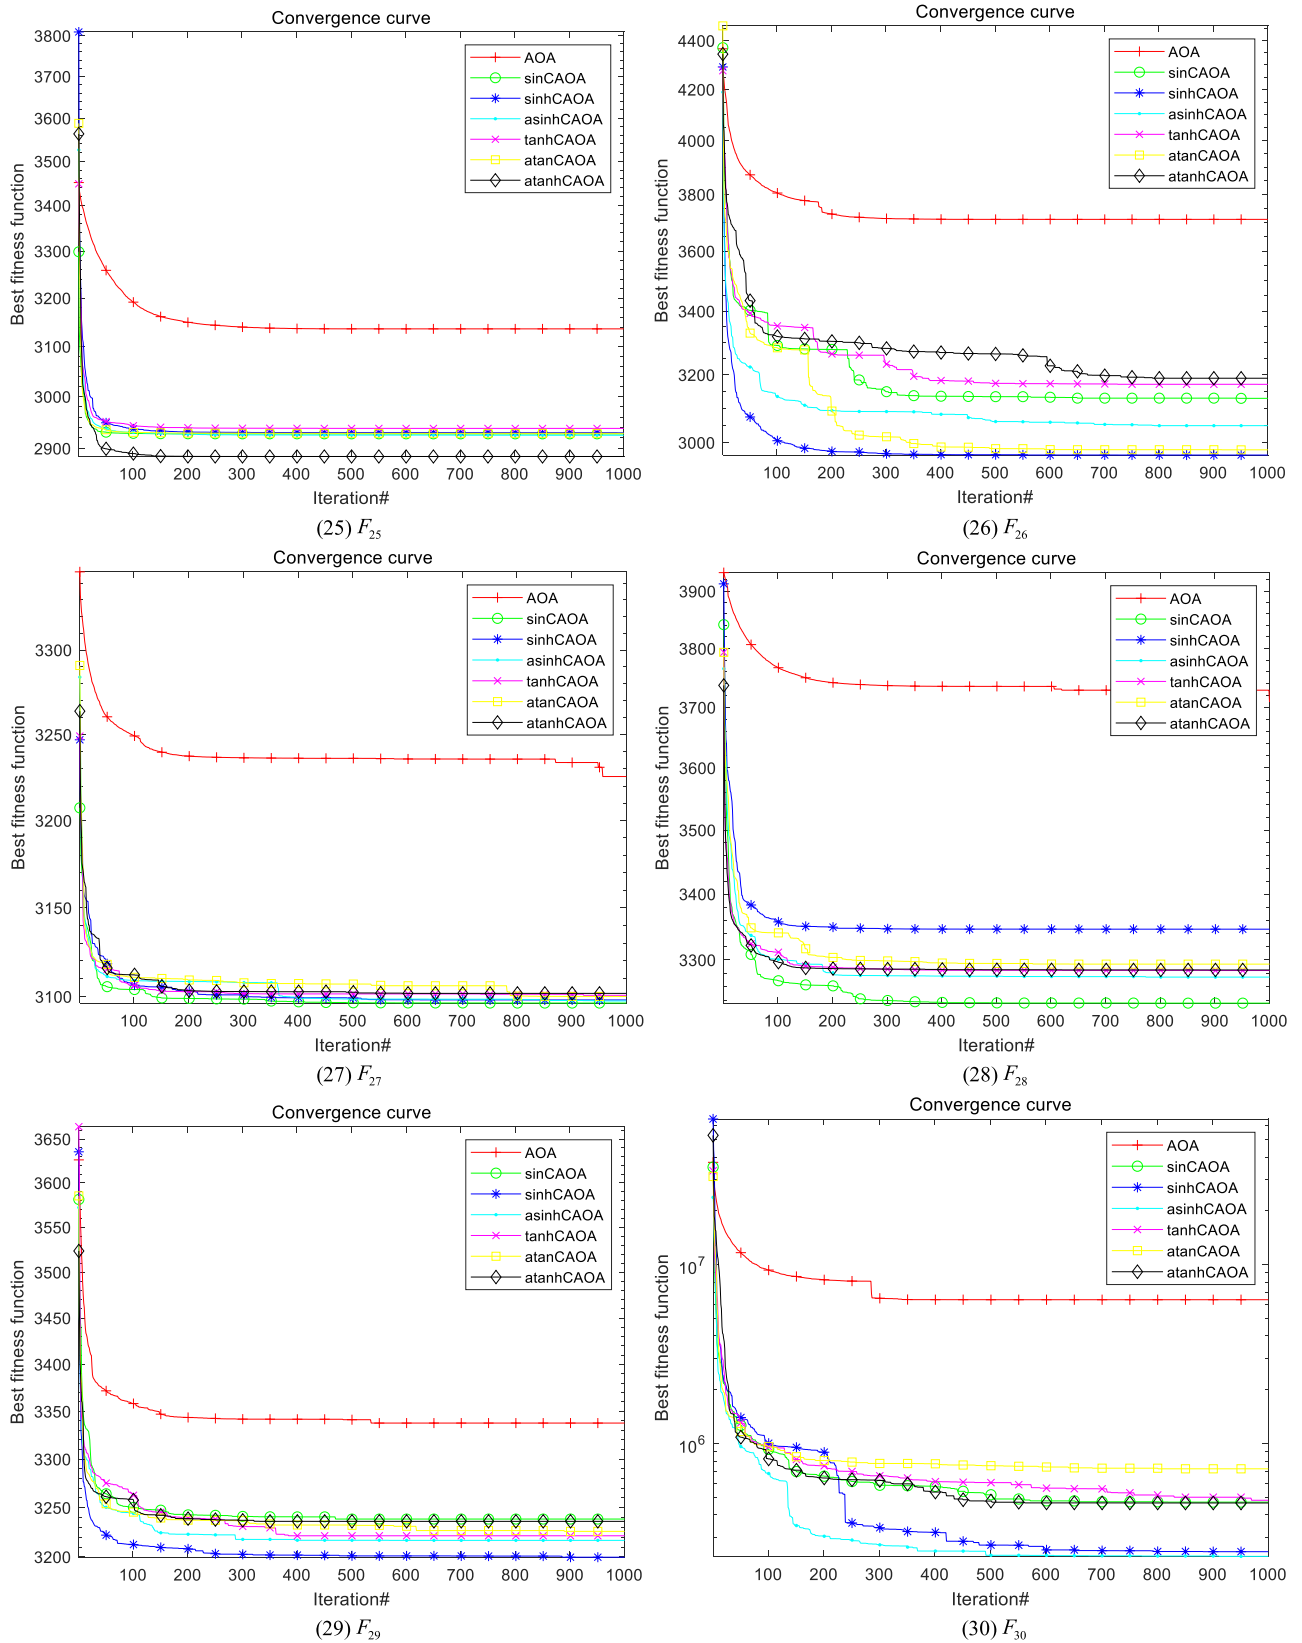 Convergence curve
3800
3700
3600
3500
3400
3300
3200
3100
3000
2900
Best fitness function
AOA
sinCAOA
sinhCAOA
asinhCAOA
tanhCAOA
atanCAOA
atanhCAOA
100 200 300 400 500 600 700 800 900 1000
Iteration#
(25) F25
Convergence curve
4400
4200
4000
3800
3600
3400
3200
3000
Best fitness function
AOA
sinCAOA
sinhCAOA
asinhCAOA
tanhCAOA
atanCAOA
atanhCAOA
100 200 300 400 500 600 700 800 900 1000
Iteration#
(26) F26
Convergence curve
3300
3250
3200
3150
3100
Best fitness function
AOA
sinCAOA
sinhCAOA
asinhCAOA
tanhCAOA
atanCAOA
atanhCAOA
100 200 300 400 500 600 700 800 900 1000
Iteration#
(27) F27
Convergence curve
3900
3800
3700
3600
3500
3400
3300
Best fitness function
AOA
sinCAOA
sinhCAOA
asinhCAOA
tanhCAOA
atanCAOA
atanhCAOA
100 200 300 400 500 600 700 800 900 1000
Iteration#
(28) F28
Convergence curve
3650
3600
3550
3500
3450
3400
3350
3300
3250
3200
Best fitness function
AOA
sinCAOA
sinhCAOA
asinhCAOA
tanhCAOA
atanCAOA
atanhCAOA
100 200 300 400 500 600 700 800 900 1000
Iteration#
(29) F29
Convergence curve
10^7
10^6
Best fitness function
AOA
sinCAOA
sinhCAOA
asinhCAOA
tanhCAOA
atanCAOA
atanhCAOA
100 200 300 400 500 600 700 800 900 1000
Iteration#
(30) F30